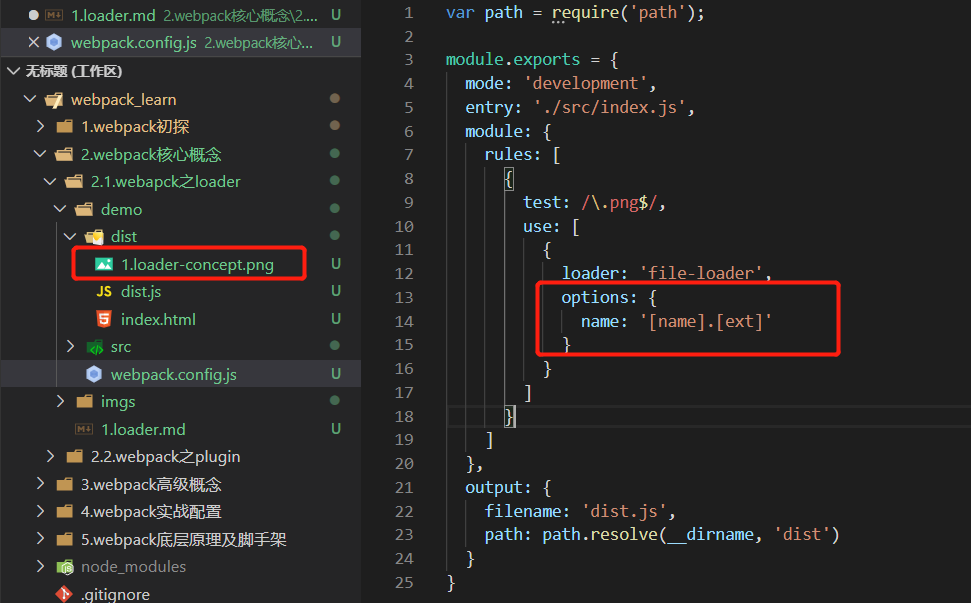 1.loader.md 2.webpack核心概念\2.... U
webpack.config.js 2.webpack核心... U
无标题 (工作区)
webpack_learn
1.webpack初探
2.webpack核心概念
2.1.webapck之loader
demo
dist
1.loader-concept.png U
JS dist.js U
index.html U
src
webpack.config.js U
imgs
1.loader.md U
2.2.webpack之plugin
3.webpack高级概念
4.webpack实战配置
5.webpack底层原理及脚手架
node_modules
.gitignore
1 var path = require('path');
2
3 module.exports = {
4 mode: 'development',
5 entry: './src/index.js',
6 module: {
7 rules: [
8 {
9 test: /\.png$/,
10 use: [
11 {
12 loader: 'file-loader',
13 options: {
14 name: '[name].[ext]'
15 }
16 }
17 ]
18 }
19 ]
20 },
21 output: {
22 filename: 'dist.js',
23 path: path.resolve(__dirname, 'dist')
24 }
25 }